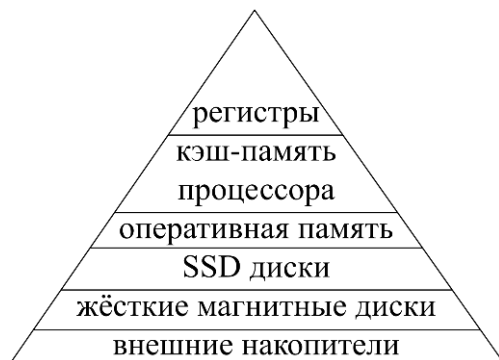 регистры
кэш-память
процессора
оперативная память
SSD диски
жёсткие магнитные диски
внешние накопители